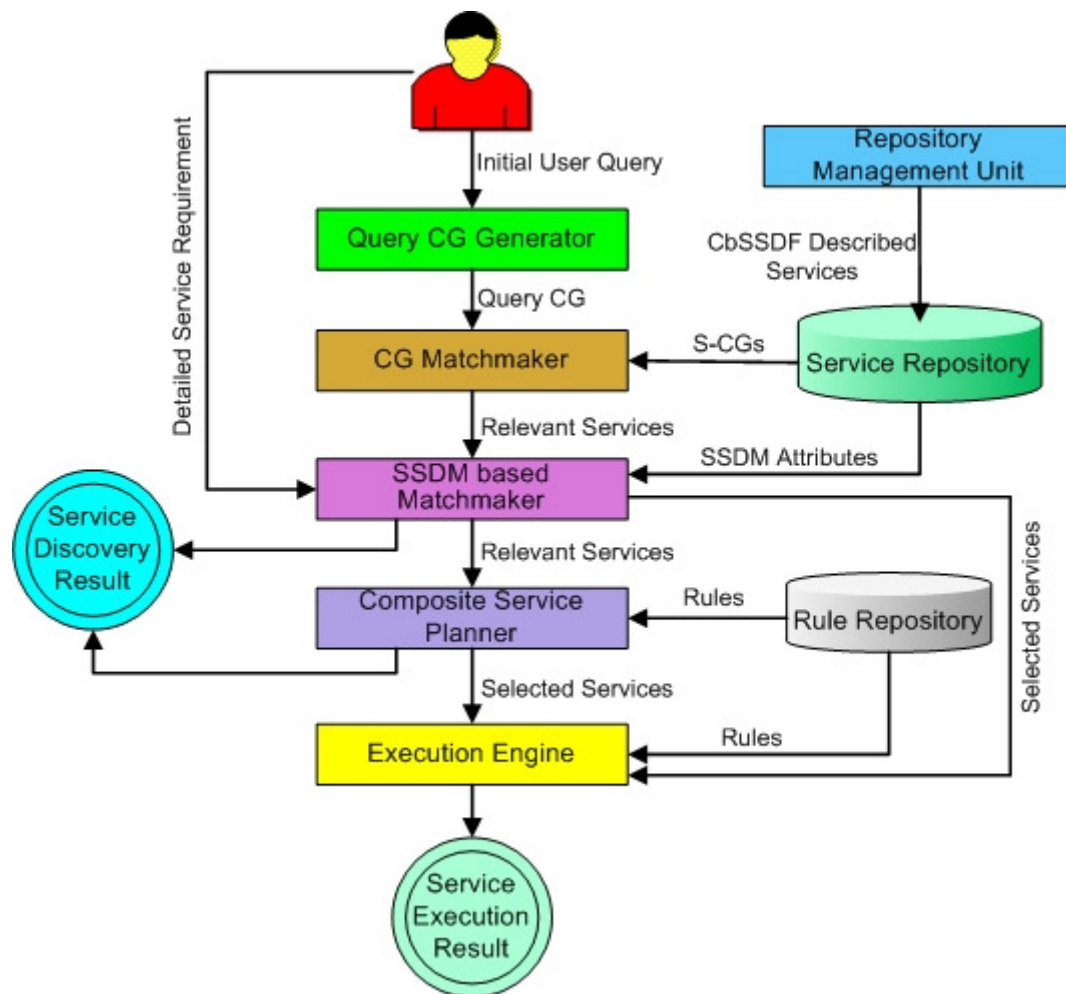 Initial User Query
Repository
Management Unit
Detailed Service Requirement
Query CG Generator
CbSSDF Described
Services
Query CG
CG Matchmaker
S-CGs
Service Repository
Relevant Services
SSDM Attributes
SSDM based
Matchmaker
Service
Discovery
Result
Relevant Services
Selected Services
Composite Service
Planner
Rules
Rule Repository
Selected Services
Execution Engine
Rules
Service
Execution
Result